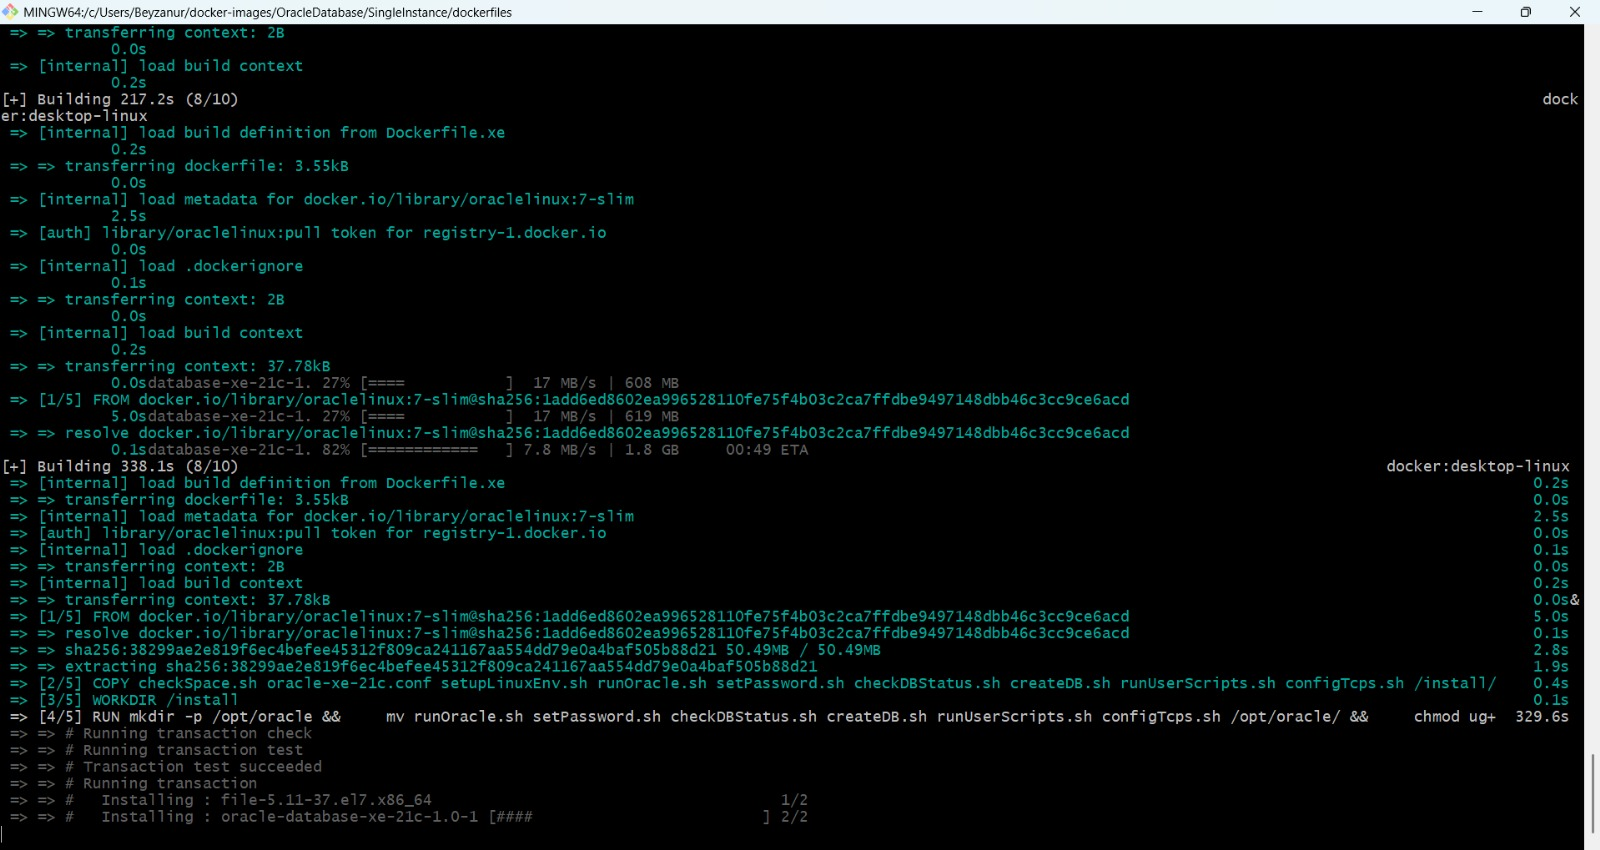 MINGW64:/c/Users/Beyzanur/docker-images/OracleDatabase/SingleInstance/dockerfiles
=> => transferring context: 2B
0.0s
=> [internal] load build context
0.2s
[+] Building 217.2s (8/10) dock
er:desktop-linux
=> [internal] load build definition from Dockerfile.xe
0.2s
=> => transferring dockerfile: 3.55kB
0.0s
=> [internal] load metadata for docker.io/library/oraclelinux:7-slim
2.5s
=> [auth] library/oraclelinux:pull token for registry-1.docker.io
0.0s
=> [internal] load .dockerignore
0.1s
=> => transferring context: 2B
0.0s
=> [internal] load build context
0.2s
=> => transferring context: 37.78kB
0.0sdatabase-xe-21c-1. 27% [==== ] 17 MB/s | 608 MB
=> [1/5] FROM docker.io/library/oraclelinux:7-slim@sha256:1add6ed8602ea996528110fe75f4b03c2ca7ffdbe9497148dbb46c3cc9ce6acd
5.0sdatabase-xe-21c-1. 27% [==== ] 17 MB/s | 619 MB
=> => resolve docker.io/library/oraclelinux:7-slim@sha256:1add6ed8602ea996528110fe75f4b03c2ca7ffdbe9497148dbb46c3cc9ce6acd
0.1sdatabase-xe-21c-1. 82% [============ ] 7.8 MB/s | 1.8 GB 00:49 ETA
[+] Building 338.1s (8/10) docker:desktop-linux
=> [internal] load build definition from Dockerfile.xe 0.2s
=> => transferring dockerfile: 3.55kB 0.0s
=> [internal] load metadata for docker.io/library/oraclelinux:7-slim 2.5s
=> [auth] library/oraclelinux:pull token for registry-1.docker.io 0.0s
=> [internal] load .dockerignore 0.1s
=> => transferring context: 2B 0.0s
=> [internal] load build context 0.2s
=> => transferring context: 37.78kB 0.0s&
=> [1/5] FROM docker.io/library/oraclelinux:7-slim@sha256:1add6ed8602ea996528110fe75f4b03c2ca7ffdbe9497148dbb46c3cc9ce6acd 5.0s
=> => resolve docker.io/library/oraclelinux:7-slim@sha256:1add6ed8602ea996528110fe75f4b03c2ca7ffdbe9497148dbb46c3cc9ce6acd 0.1s
=> => sha256:38299ae2e819f6ec4befee45312f809ca241167aa554dd79e0a4baf505b88d21 50.49MB / 50.49MB 2.8s
=> => extracting sha256:38299ae2e819f6ec4befee45312f809ca241167aa554dd79e0a4baf505b88d21 1.9s
=> [2/5] COPY checkSpace.sh oracle-xe-21c.conf setupLinuxEnv.sh runOracle.sh setPassword.sh checkDBStatus.sh createDB.sh runUserScripts.sh configTcps.sh /install/ 0.4s
=> [3/5] WORKDIR /install 0.1s
=> [4/5] RUN mkdir -p /opt/oracle && mv runOracle.sh setPassword.sh checkDBStatus.sh createDB.sh runUserScripts.sh configTcps.sh /opt/oracle/ && chmod ug+ 329.6s
=> => # Running transaction check
=> => # Running transaction test
=> => # Transaction test succeeded
=> => # Running transaction
=> => # Installing : file-5.11-37.el7.x86_64 1/2
=> => # Installing : oracle-database-xe-21c-1.0-1 [#### ] 2/2